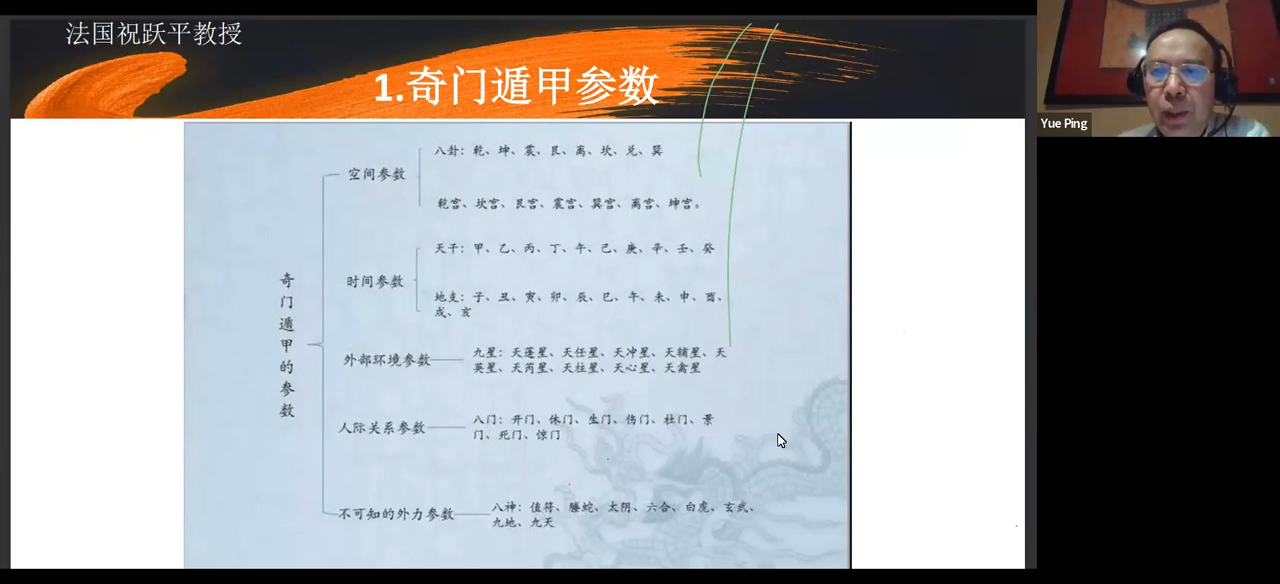 法国祝跃平教授
1.奇门遁甲参数
Yue Ping
奇门遁甲的参数
空间参数
八卦：乾、坤、震、艮、离、坎、兑、巽
乾宫、坎宫、艮宫、震宫、巽宫、离宫、坤宫。
时间参数
天干：甲、乙、丙、丁、午、己、庚、辛、壬、癸
地支：子、丑、寅、卯、辰、巳、午、未、申、酉、
戌、亥
外部环境参数
九星：天蓬星、天任星、天冲星、天辅星、天
英星、天芮星、天柱星、天心星、天禽星
人际关系参数
八门：开门、休门、生门、伤门、杜门、景
门、死门、惊门
不可知的外力参数
八神：值符、螣蛇、太阴、六合、白虎、玄武、
九地、九天